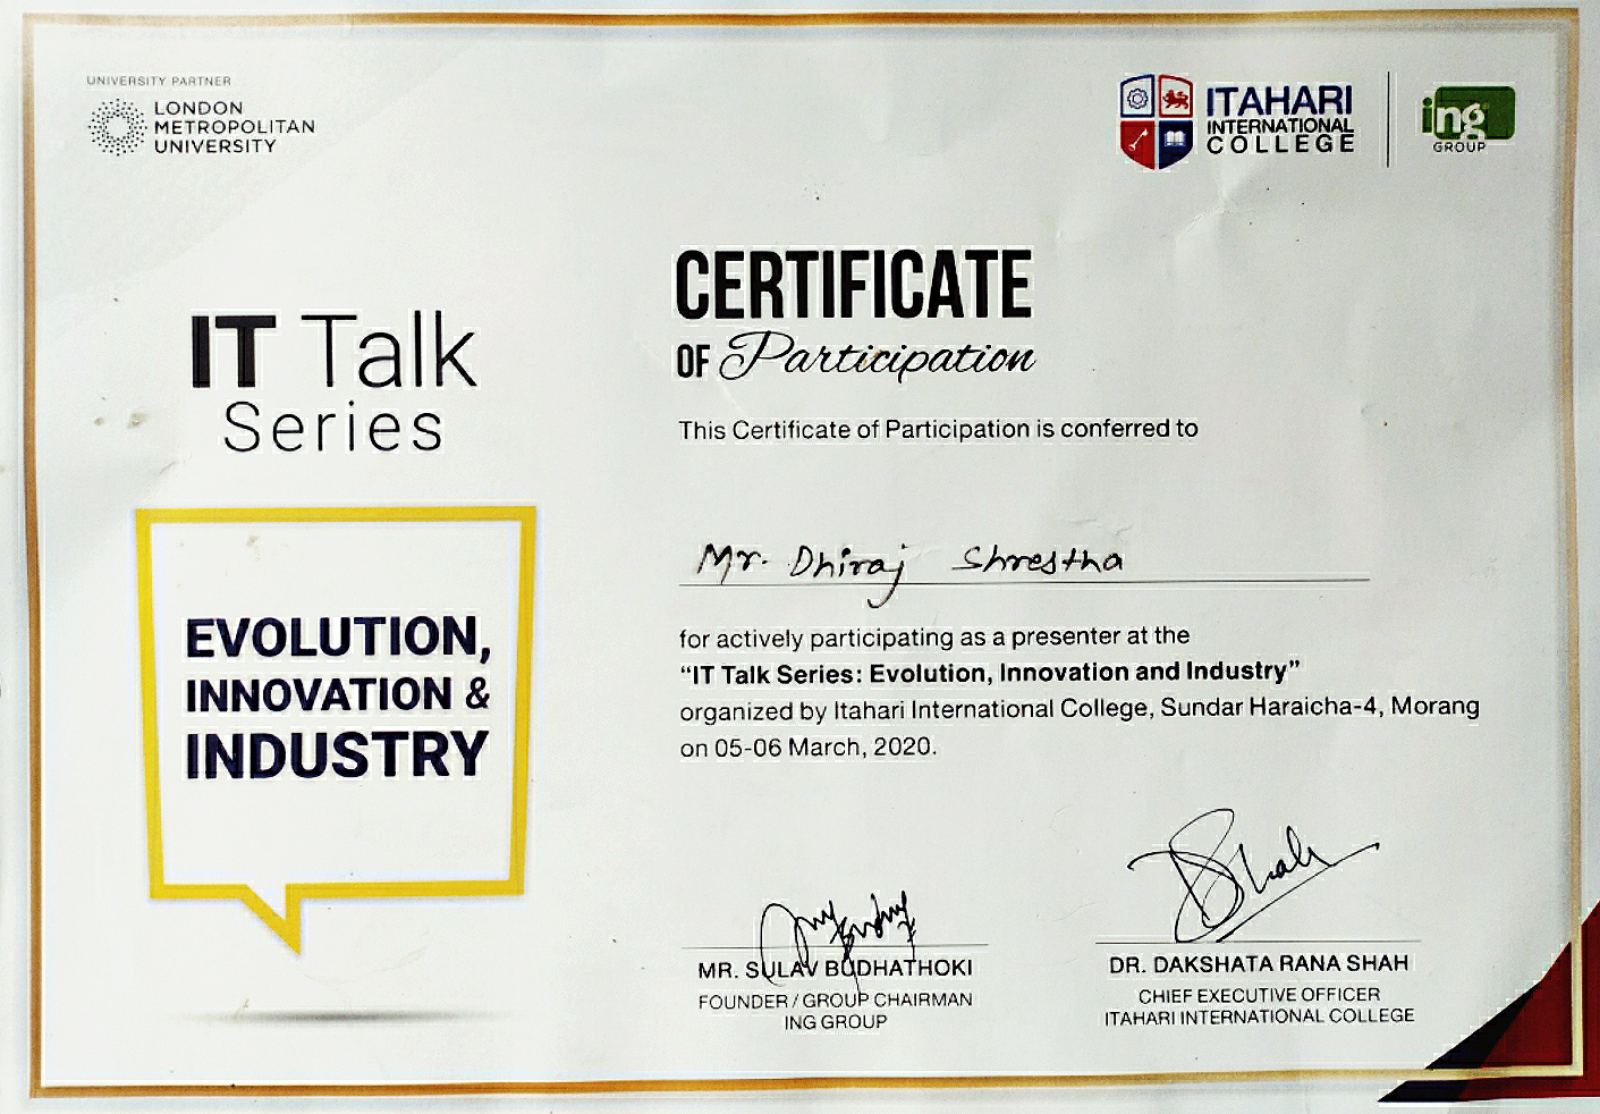 UNIVERSITY PARTNER
LONDON
METROPOLITAN
UNIVERSITY
ITAHARI
INTERNATIONAL
COLLEGE
ing
GROUP
IT Talk
Series
EVOLUTION,
INNOVATION &
INDUSTRY
CERTIFICATE
OF Participation
This Certificate of Participation is conferred to
Mr. Dhiraj Shrestha
for actively participating as a presenter at the
“IT Talk Series: Evolution, Innovation and Industry”
organized by Itahari International College, Sundar Haraicha-4, Morang
on 05-06 March, 2020.
MR. SULAV BUDHATHOKI
FOUNDER / GROUP CHAIRMAN
ING GROUP
DR. DAKSHATA RANA SHAH
CHIEF EXECUTIVE OFFICER
ITAHARI INTERNATIONAL COLLEGE